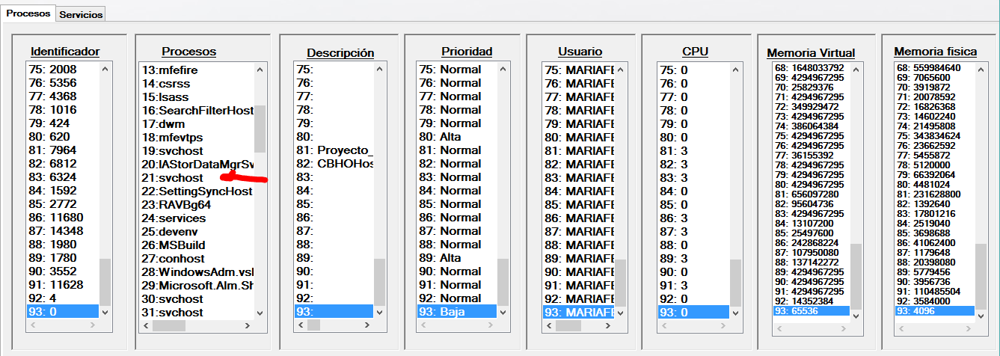 Procesos
Servicios
Identificador
75: 2008
76: 5356
77: 4368
78: 1016
79: 424
80: 620
81: 7964
82: 6812
83: 6324
84: 1592
85: 2772
86: 11680
87: 14348
88: 1980
89: 1780
90: 3552
91: 11628
92: 4
93: 0
Procesos
13:mfefire
14:csrss
15:lsass
16:SearchFilterHost
17:dwm
18:mfevtps
19:svchost
20:IAStorDataMgrSv
21:svchost
22:SettingSyncHost
23:RAVBg64
24:services
25:devenv
26:MSBuild
27:conhost
28:WindowsAdm.vsl
29:Microsoft.Alm.Sh
30:svchost
31:svchost
Descripción
75:
76:
77:
78:
79:
80:
81: Proyecto_
82: CBHOHos
83:
84:
85:
86:
87:
88:
89:
90:
91:
92:
93:
Prioridad
75: Normal
76: Normal
77: Normal
78: Normal
79: Normal
80: Alta
81: Normal
82: Normal
83: Normal
84: Normal
85: Normal
86: Normal
87: Normal
88: Normal
89: Alta
90: Normal
91: Normal
92: Normal
93: Baja
Usuario
75: MARIAFE
76: MARIAFE
77: MARIAFE
78: MARIAFE
79: MARIAFE
80: MARIAFE
81: MARIAFE
82: MARIAFE
83: MARIAFE
84: MARIAFE
85: MARIAFE
86: MARIAFE
87: MARIAFE
88: MARIAFE
89: MARIAFE
90: MARIAFE
91: MARIAFE
92: MARIAFE
93: MARIAFE
CPU
75: 0
76: 0
77: 0
78: 0
79: 0
80: 0
81: 3
82: 3
83: 3
84: 0
85: 0
86: 3
87: 3
88: 0
89: 3
90: 0
91: 3
92: 0
93: 0
Memoria Virtual
68: 1648033792
69: 4294967295
70: 25829376
71: 4294967295
72: 349929472
73: 4294967295
74: 386064384
75: 4294967295
76: 4294967295
77: 36155392
78: 4294967295
79: 4294967295
80: 4294967295
81: 656097280
82: 95604736
83: 4294967295
84: 13107200
85: 25497600
86: 242868224
87: 107950080
88: 137142272
89: 4294967295
90: 4294967295
91: 4294967295
92: 14352384
93: 65536
Memoria fisica
68: 559984640
69: 7065600
70: 3919872
71: 20078592
72: 16826368
73: 14602240
74: 21495808
75: 343834624
76: 23662592
77: 5455872
78: 5120000
79: 66392064
80: 4481024
81: 231628800
82: 1392640
83: 17801216
84: 2519040
85: 3698688
86: 41062400
87: 1179648
88: 20398080
89: 5779456
90: 3956736
91: 110485504
92: 3584000
93: 4096